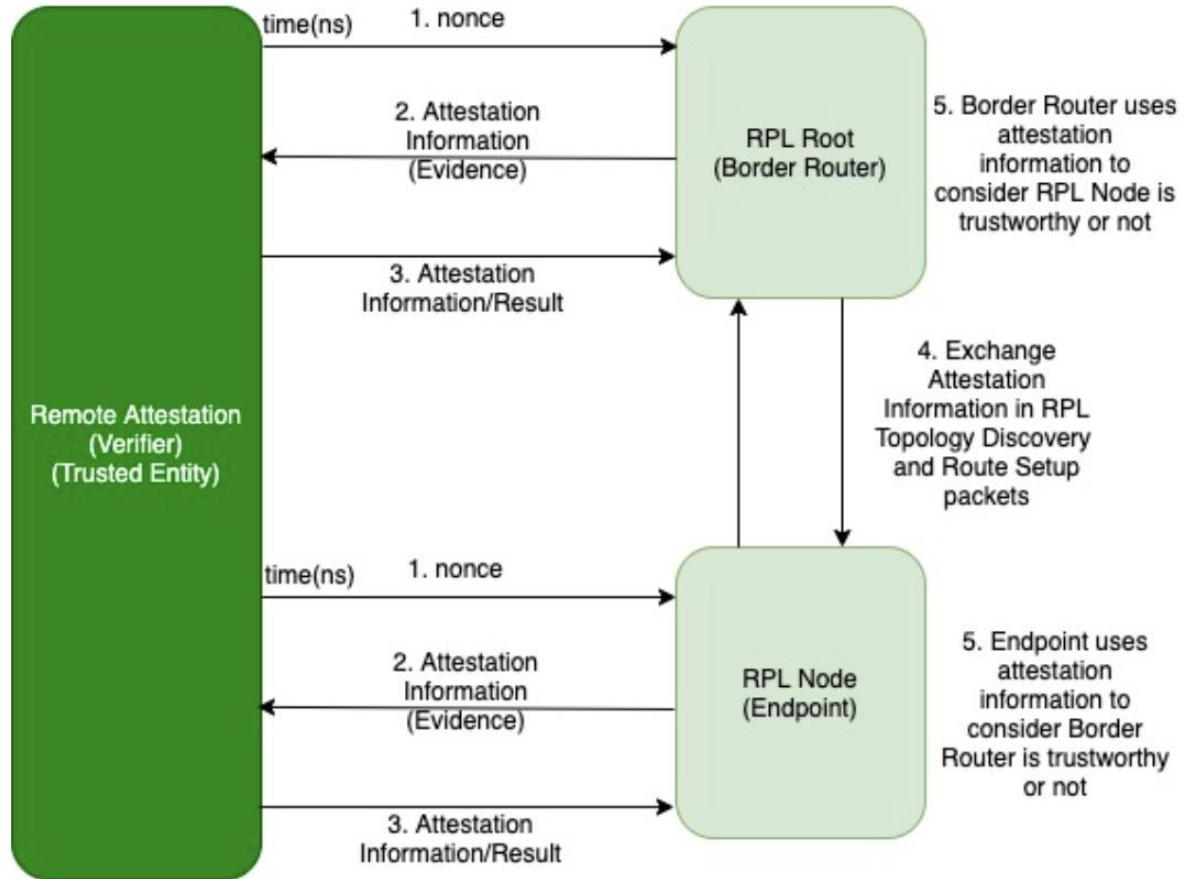 time(ns)
1. nonce
2. Attestation
Information
(Evidence)
3. Attestation
Information/Result
RPL Root
(Border Router)
5. Border Router uses
attestation
information to
consider RPL Node is
trustworthy or not
Remote Attestation
(Verifier)
(Trusted Entity)
4. Exchange
Attestation
Information in RPL
Topology Discovery
and Route Setup
packets
time(ns)
1. nonce
2. Attestation
Information
(Evidence)
3. Attestation
Information/Result
RPL Node
(Endpoint)
5. Endpoint uses
attestation
information to
consider Border
Router is trustworthy
or not